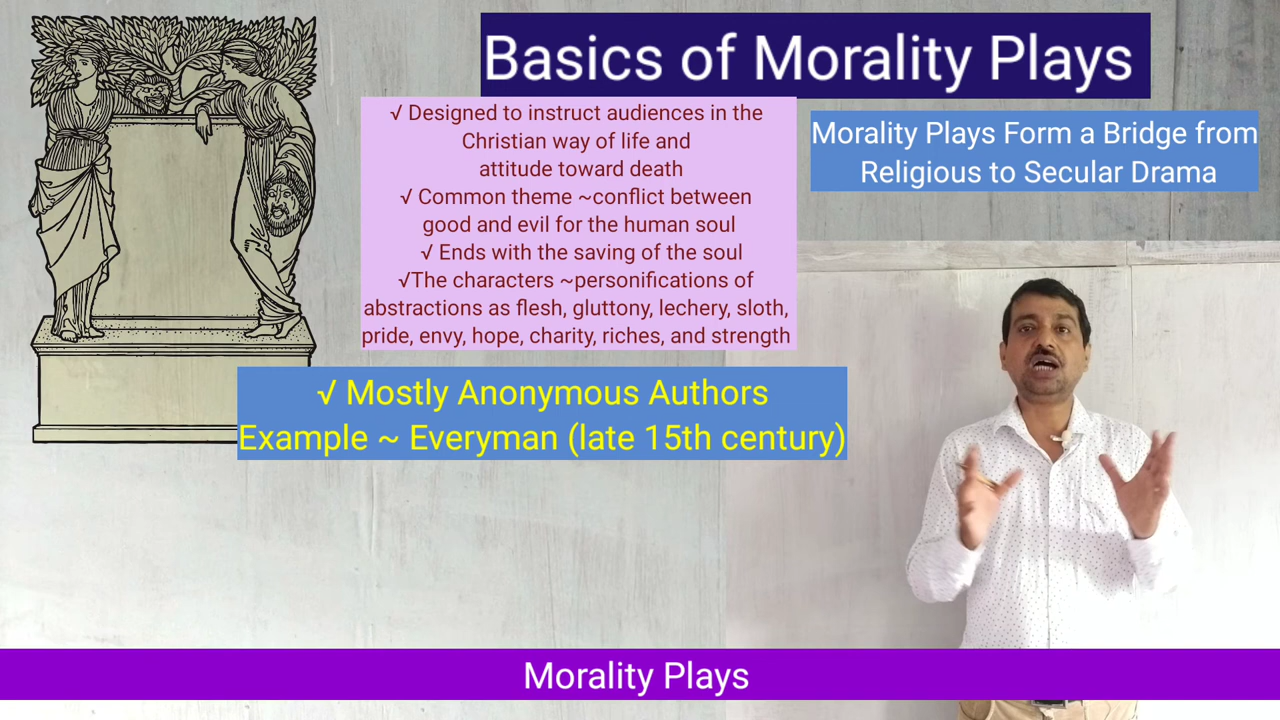 Basics of Morality Plays
√ Designed to instruct audiences in the
Christian way of life and
attitude toward death
√ Common theme ~conflict between
good and evil for the human soul
√ Ends with the saving of the soul
√The characters ~personifications of
abstractions as flesh, gluttony, lechery, sloth,
pride, envy, hope, charity, riches, and strength
Morality Plays Form a Bridge from
Religious to Secular Drama
√ Mostly Anonymous Authors
Example ~ Everyman (late 15th century)
Morality Plays